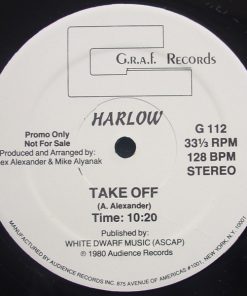 G.r.a.f. Records
HARLOW
Promo Only
Not For Sale
Produced and Arranged by:
ex Alexander & Mike Alyanak
G 112
33⅓ RPM
128 BPM
STEREO
TAKE OFF
(A. Alexander)
Time: 10:20
Published by:
WHITE DWARF MUSIC (ASCAP)
℗ 1980 Audience Records
MANUFACTURED BY AUDIENCE RECORDS INC. 875 AVENUE OF AMERICAS #1001, NEW YORK, N.Y. 10001